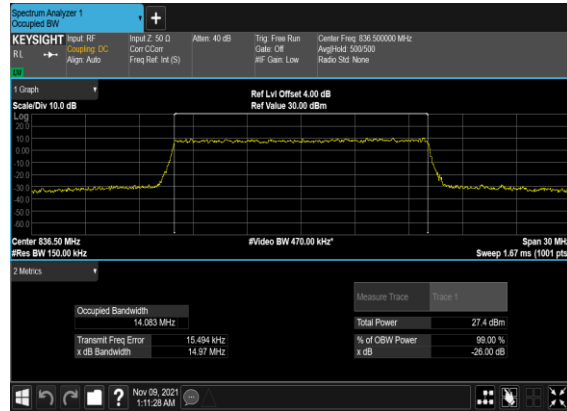 Spectrum Analyzer 1
Occupied BW
+
KEYSIGHT Input: RF Input Z: 50 Ω Atten: 40 dB Trig: Free Run Center Freq: 836.500000 MHz
RL Coupling: DC Corr CCorr Gate: Off Avg|Hold: 500/500
Align: Auto Freq Ref: Int (S) #IF Gain: Low Radio Std: None
1 Graph
Ref Lvl Offset 4.00 dB
Scale/Div 10.0 dB Ref Value 30.00 dBm
Log
20.0
10.0
0.00
-10.0
-20.0
-30.0
-40.0
-50.0
-60.0
Center 836.50 MHz #Video BW 470.00 kHz* Span 30 MHz
#Res BW 150.00 kHz Sweep 1.67 ms (1001 pts
2 Metrics
Measure Trace Trace 1
Occupied Bandwidth
14.083 MHz Total Power 27.4 dBm
Transmit Freq Error 15.494 kHz % of OBW Power 99.00 %
x dB Bandwidth 14.97 MHz x dB -26.00 dB
? Nov 09, 2021
1:11:28 AM